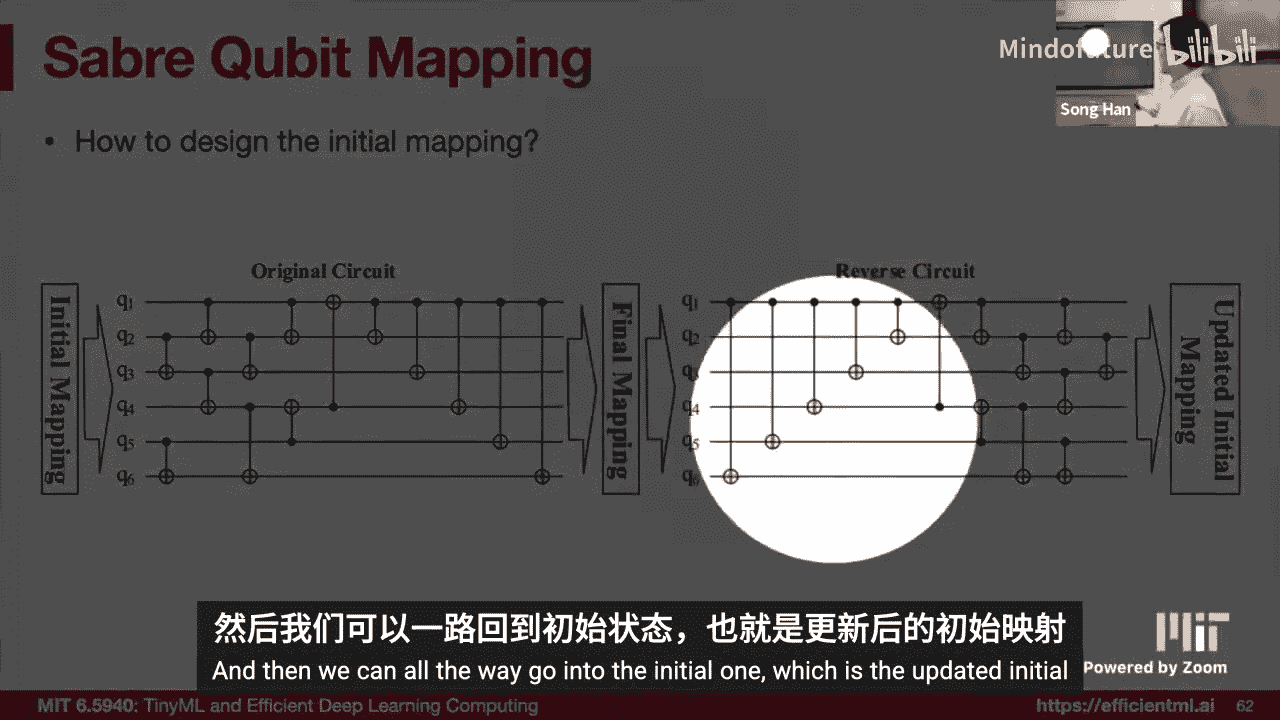 Sabre Qubit Mapping
Mindofuture bilibili
Song Han
• How to design the initial mapping?
Original Circuit
Reverse Circuit
Initial Mapping
q1
q2
q3
q4
q5
q6
Final Mapping
q1
q2
q3
q4
q5
q6
Updated Initial
Mapping
然后我们可以一路回到初始状态，也就是更新后的初始映射
And then we can all the way go into the initial one, which is the updated initial
MIT
Powered by Zoom
MIT 6.5940: TinyML and Efficient Deep Learning Computing
https://efficientml.ai
62